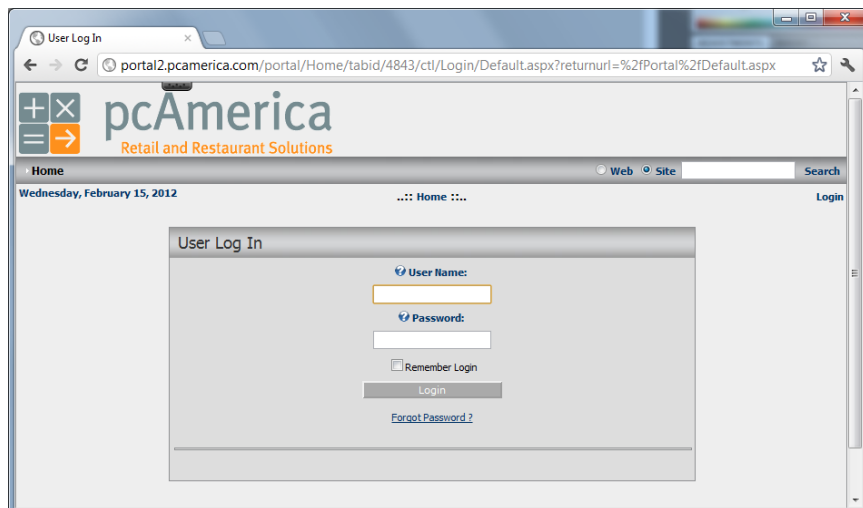 User Log In
portal2.pcamerica.com/portal/Home/tabid/4843/ctl/Login/Default.aspx?returnurl=%2fPortal%2fDefault.aspx
pcAmerica
Retail and Restaurant Solutions
Home Web Site Search
Wednesday, February 15, 2012 ..:: Home ::.. Login
User Log In
User Name:
Password:
Remember Login
Login
Forgot Password ?